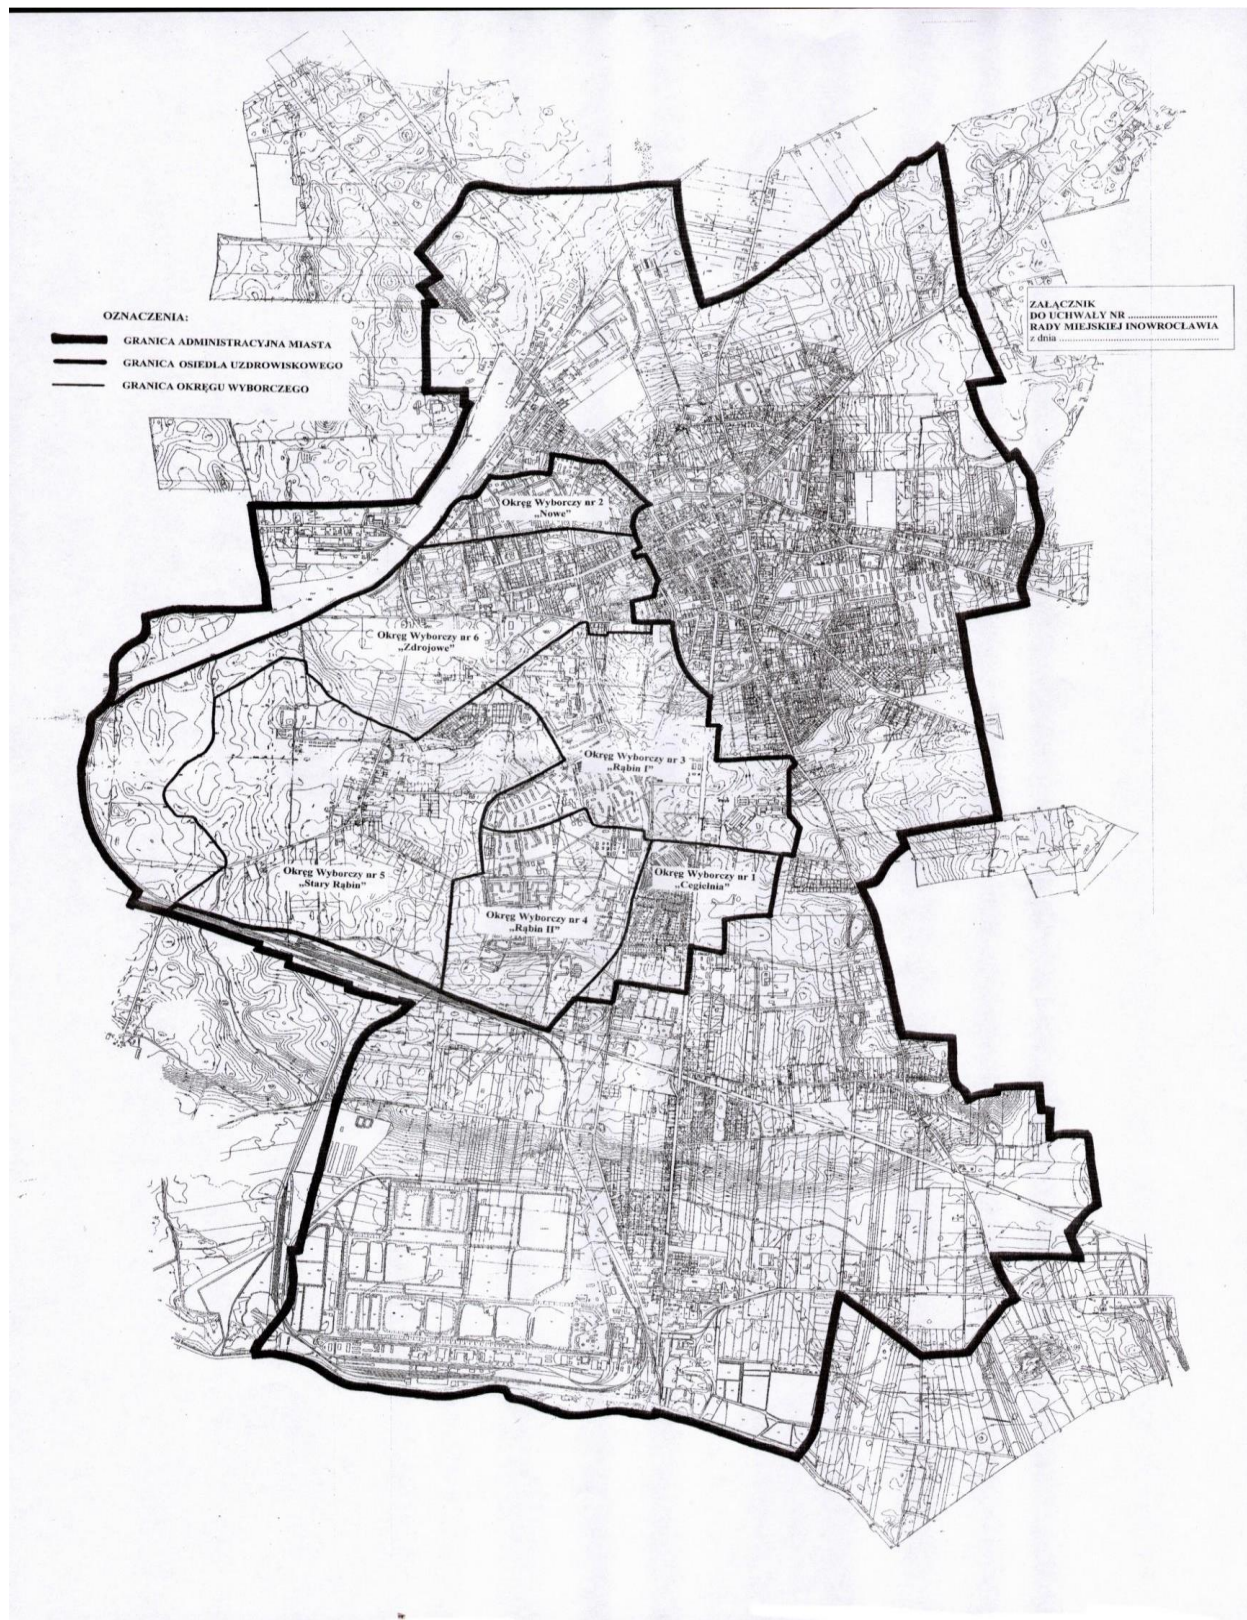 OZNACZENIA:
GRANICA ADMINISTRACYJNA MIASTA
GRANICA OSIEDLA UZDROWISKOWEGO
GRANICA OKRĘGU WYBORCZEGO
ZAŁĄCZNIK
DO UCHWAŁY NR ..............................
RADY MIEJSKIEJ INOWROCŁAWIA
z dnia ......................................................
Okręg Wyborczy nr 2
„Nowe”
Okręg Wyborczy nr 6
„Zdrojowe”
Okręg Wyborczy nr 3
„Rąbin I”
Okręg Wyborczy nr 5
„Stary Rąbin”
Okręg Wyborczy nr 1
„Cegielnia”
Okręg Wyborczy nr 4
„Rąbin II”